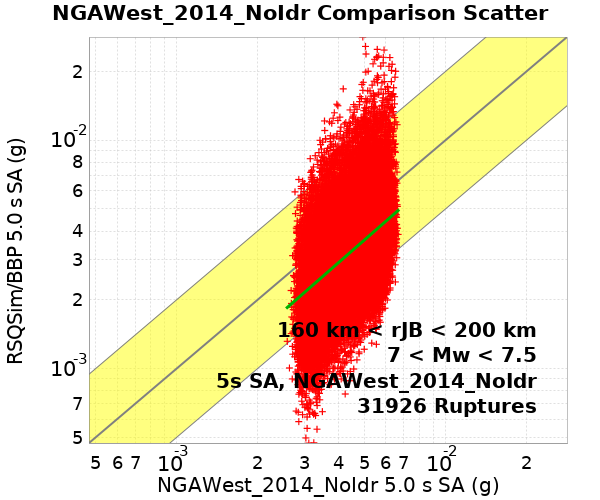 NGAWest_2014_NoIdr Comparison Scatter
RSQSim/BBP 5.0 s SA (g)
2
10-2
8
6
4
3
2
10-3
7
5
160 km < rJB < 200 km
7 < Mw < 7.5
5s SA, NGAWest_2014_NoIdr
31926 Ruptures
5 6 7 10-3 2 3 4 5 6 7 10-2 2
NGAWest_2014_NoIdr 5.0 s SA (g)